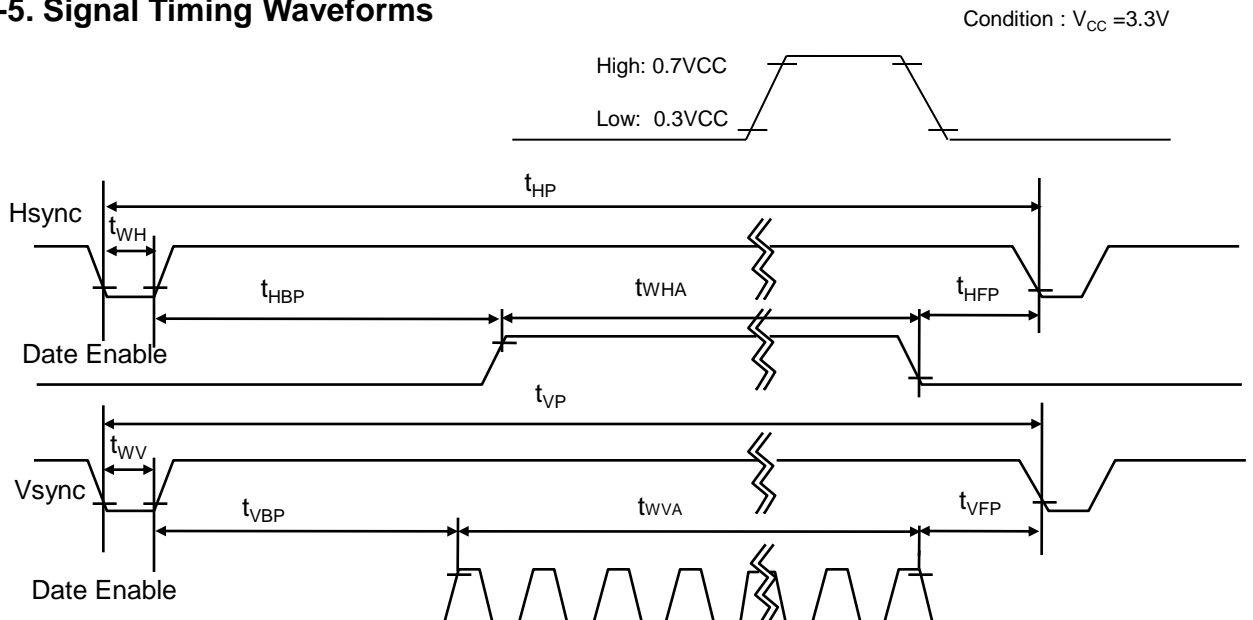 -5. Signal Timing Waveforms
Condition : VCC =3.3V
High: 0.7VCC
Low: 0.3VCC
tHP
Hsync
tWH
tHBP
tWHA
tHFP
Date Enable
tVP
tWV
Vsync
tVBP
tWVA
tVFP
Date Enable